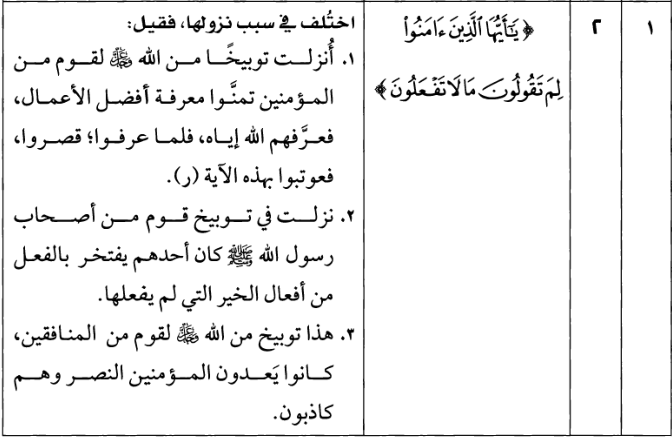 ١
٢
﴿ يَٰٓأَيُّهَا ٱلَّذِينَ ءَامَنُواْ
لِمَ تَقُولُونَ مَا لَا تَفْعَلُونَ ﴾
اختُلف في سبب نزولها، فقيل:
١. أُنزلت توبيخًا من الله ﷻ لقوم من
المؤمنين تمنَّوا معرفة أفضل الأعمال،
فعرَّفهم الله إياه، فلما عرفوا؛ قصروا،
فعوتبوا بهذه الآية (ر).
٢. نزلت في توبيخ قوم من أصحاب
رسول الله ﷺ كان أحدهم يفتخر بالفعل
من أفعال الخير التي لم يفعلها.
٣. هذا توبيخ من الله ﷻ لقوم من المنافقين،
كانوا يَعدون المؤمنين النصر وهم
كاذبون.